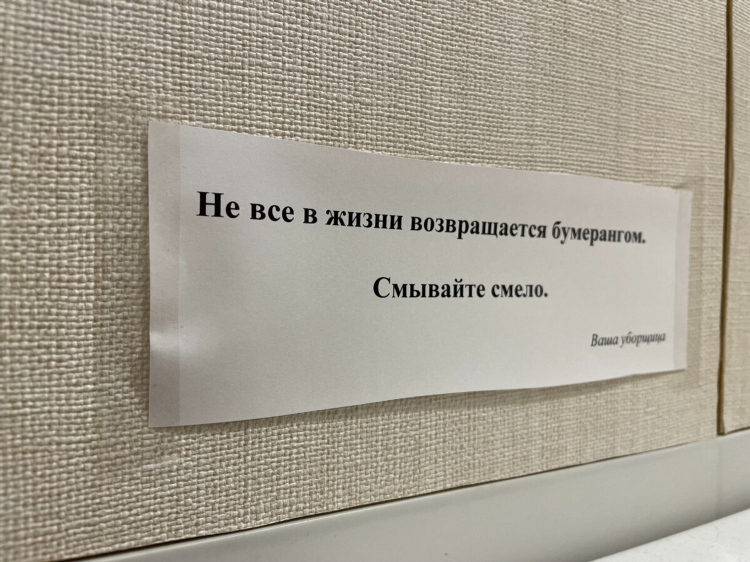 Не все в жизни возвращается бумерангом.
Смывайте смело.
Ваша уборщица